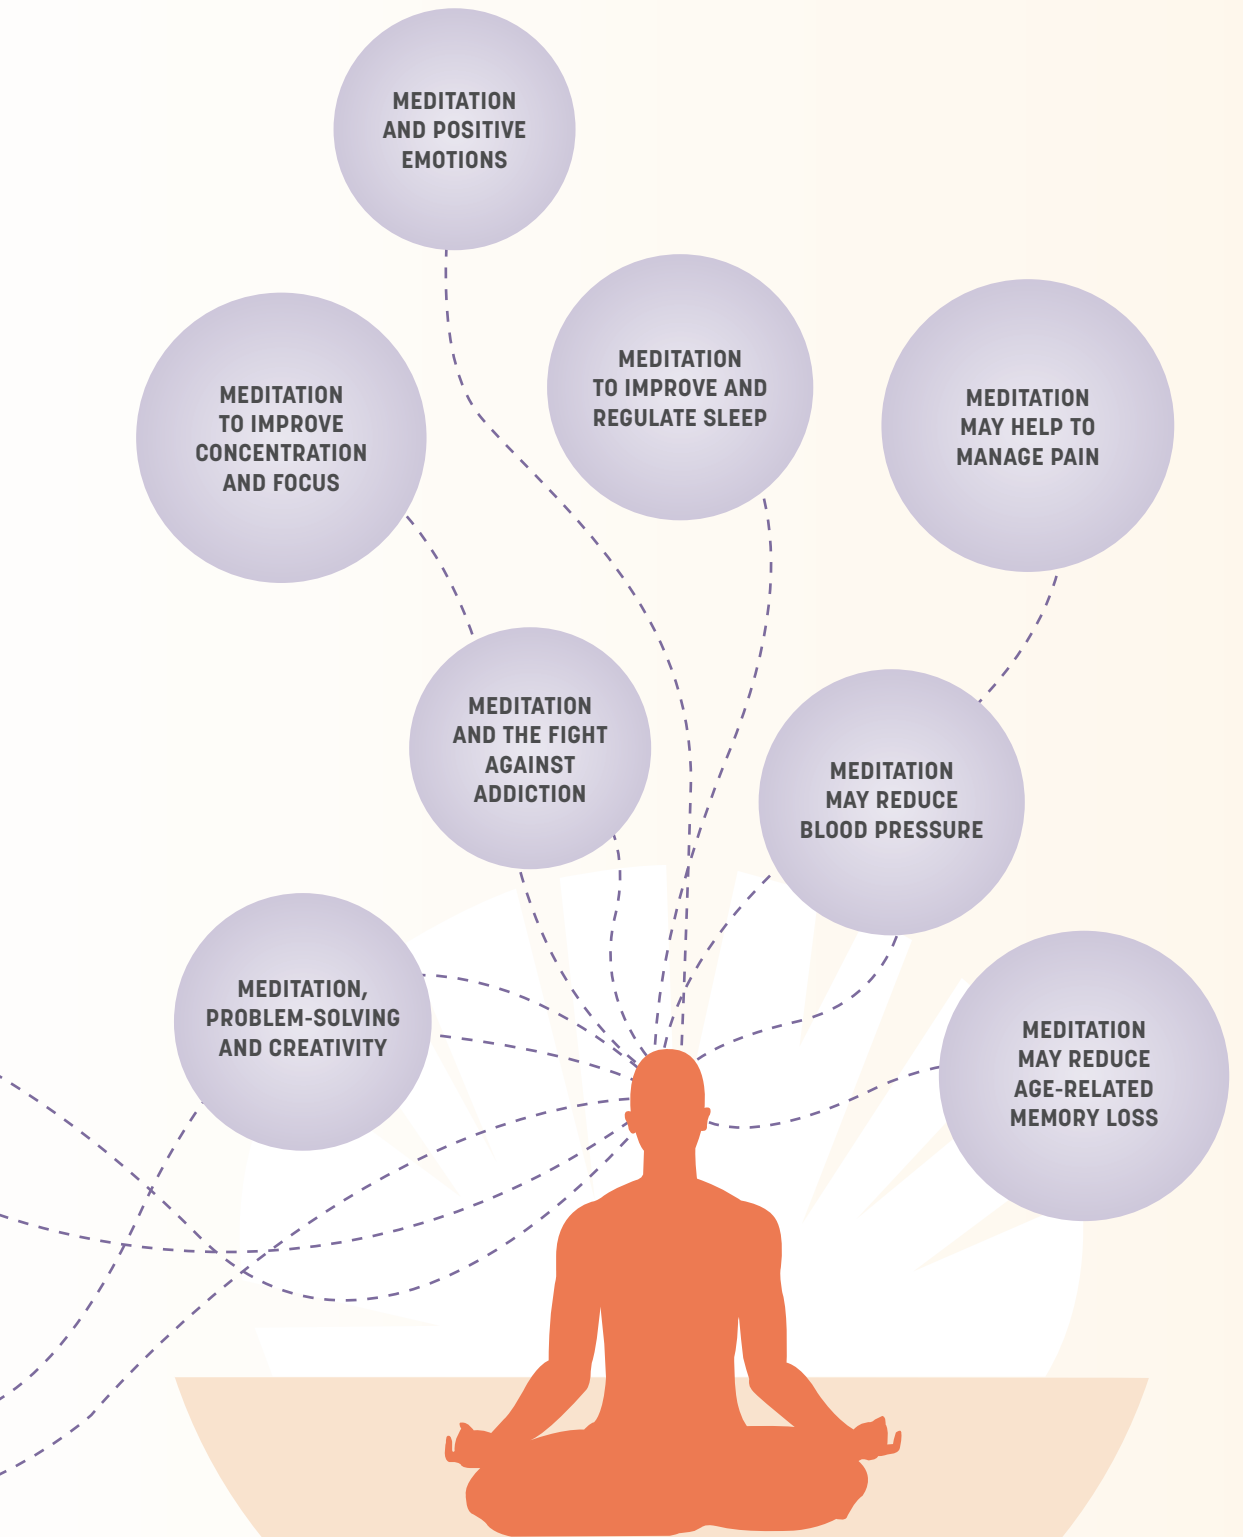 MEDITATION
AND POSITIVE
EMOTIONS
MEDITATION
TO IMPROVE AND
REGULATE SLEEP
MEDITATION
MAY HELP TO
MANAGE PAIN
MEDITATION
TO IMPROVE
CONCENTRATION
AND FOCUS
MEDITATION
AND THE FIGHT
AGAINST
ADDICTION
MEDITATION
MAY REDUCE
BLOOD PRESSURE
MEDITATION,
PROBLEM-SOLVING
AND CREATIVITY
MEDITATION
MAY REDUCE
AGE-RELATED
MEMORY LOSS